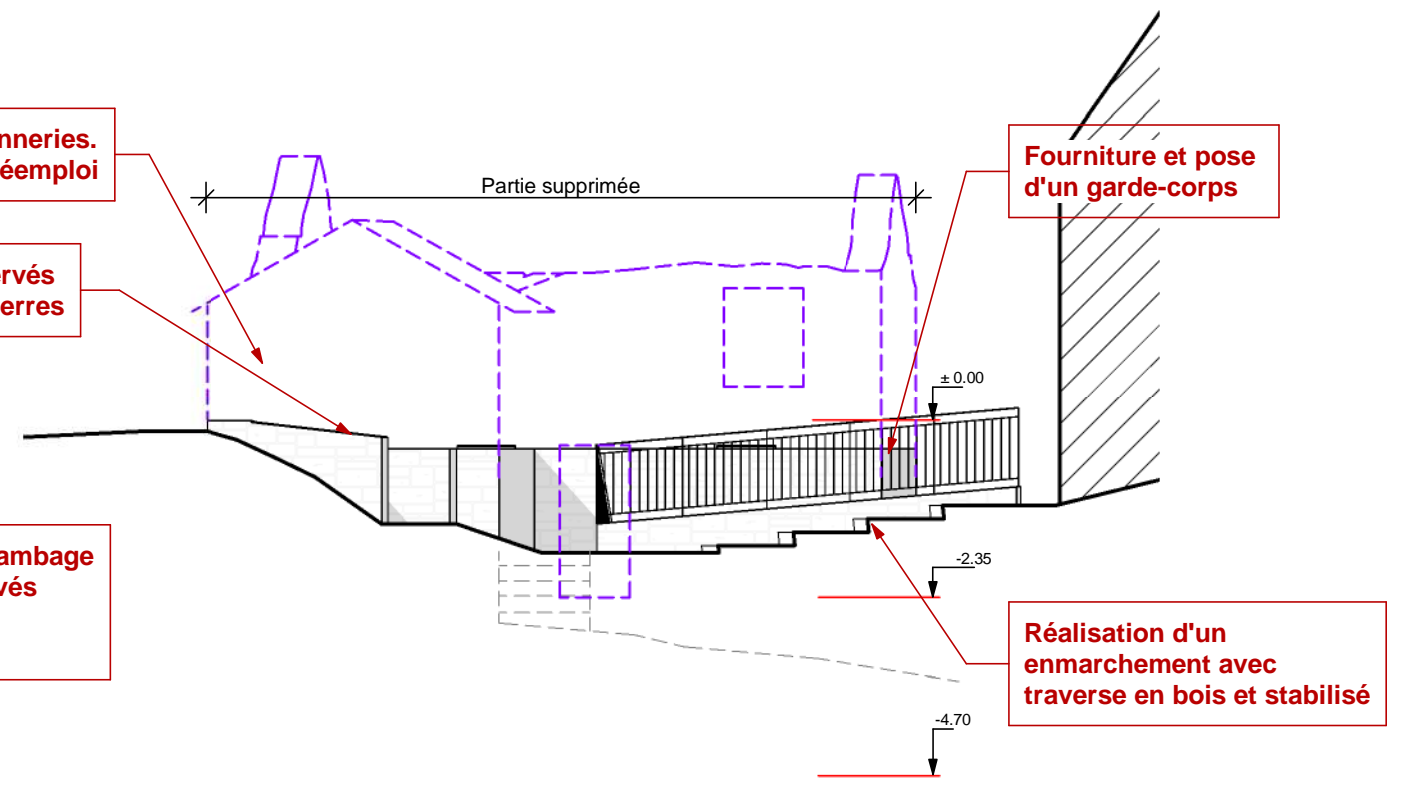 nneries.
éemploi
Partie supprimée
Fourniture et pose
d'un garde-corps
ervés
erres
± 0.00
ambage
vés
-2.35
Réalisation d'un
enmarchement avec
traverse en bois et stabilisé
-4.70